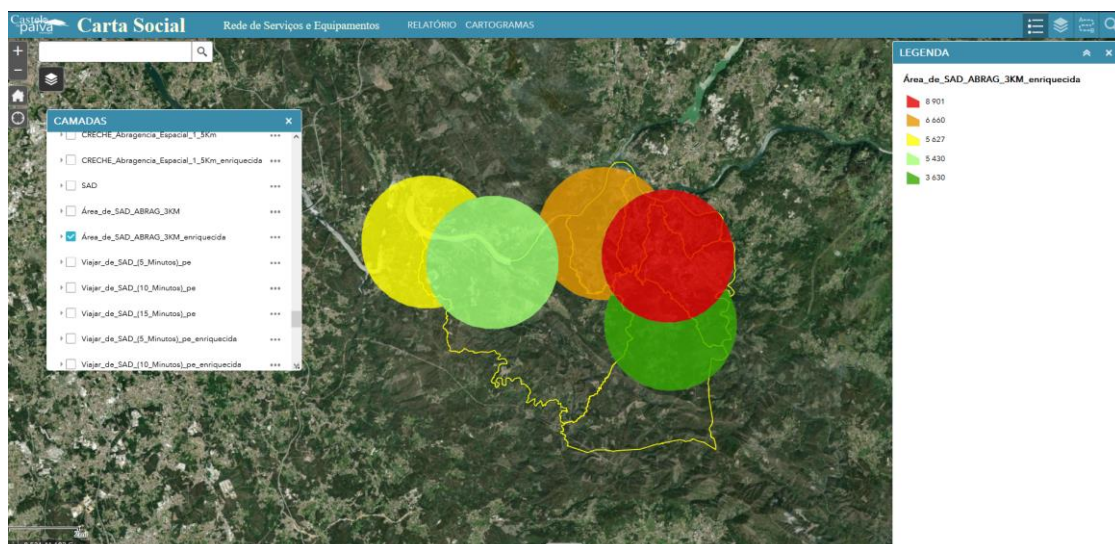 Castelo
paiva
Carta Social
Rede de Serviços e Equipamentos
RELATÓRIO CARTOGRAMAS
CAMADAS
CRECHE_Abragencia_Espacial_1_5Km
CRECHE_Abragencia_Espacial_1_5Km_enriquecida
SAD
Área_de_SAD_ABRAG_3KM
Área_de_SAD_ABRAG_3KM_enriquecida
Viajar_de_SAD_(5_Minutos)_pe
Viajar_de_SAD_(10_Minutos)_pe
Viajar_de_SAD_(15_Minutos)_pe
Viajar_de_SAD_(5_Minutos)_pe_enriquecida
Viajar_de_SAD_(10_Minutos)_pe_enriquecida
LEGENDA
Área_de_SAD_ABRAG_3KM_enriquecida
8 901
6 660
5 627
5 430
3 630